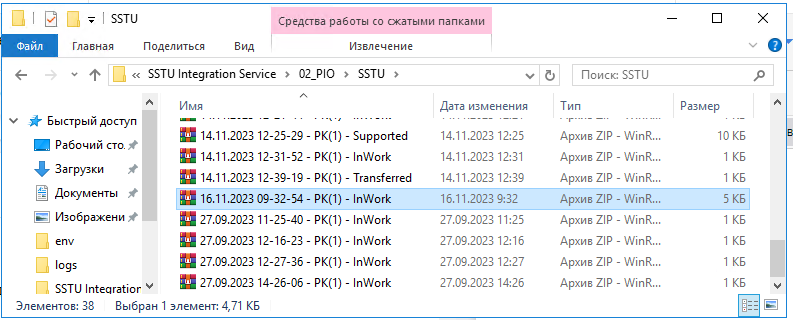 SSTU
Средства работы со сжатыми папками
Файл
Главная
Отправить
Вид
Извлечение
« SSTU Integration Service > 02_PIO > SSTU >
Поиск: SSTU
Имя
Дата изменения
Тип
Размер
Быстрый доступ
14.11.2023 12-25-29 - РК(1) - Supported 14.11.2023 12:25 Архив ZIP - WinR... 10 КБ
Рабочий сто.
14.11.2023 12-31-52 - РК(1) - InWork 14.11.2023 12:31 Архив ZIP - WinR... 1 КБ
Загрузки
14.11.2023 12-39-19 - РК(1) - Transferred 14.11.2023 12:39 Архив ZIP - WinR... 1 КБ
Документы
16.11.2023 09-32-54 - РК(1) - InWork 16.11.2023 9:32 Архив ZIP - WinR... 5 КБ
Изображени
27.09.2023 11-25-40 - РК(1) - InWork 27.09.2023 11:25 Архив ZIP - WinR... 1 КБ
env
27.09.2023 12-16-23 - РК(1) - InWork 27.09.2023 12:16 Архив ZIP - WinR... 1 КБ
logs
27.09.2023 12-27-36 - РК(1) - InWork 27.09.2023 12:27 Архив ZIP - WinR... 1 КБ
SSTU Integration
27.09.2023 14-26-06 - РК(1) - InWork 27.09.2023 14:26 Архив ZIP - WinR... 1 КБ
Элементов: 38
Выбран 1 элемент: 4,71 КБ